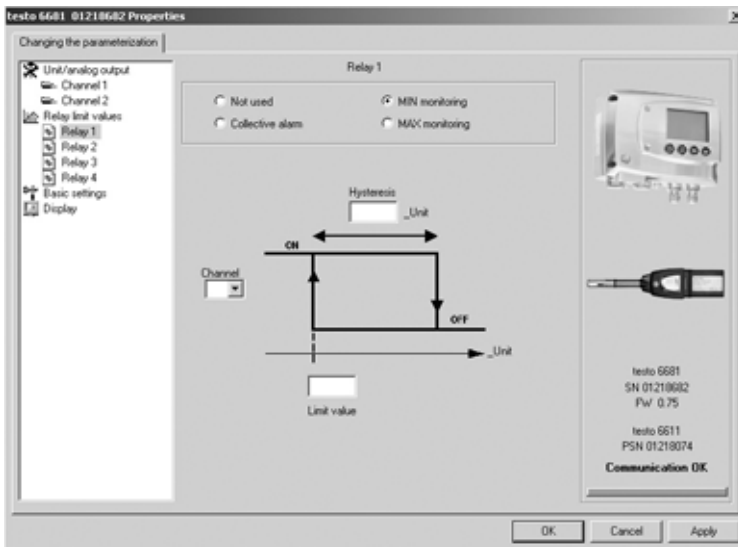 testo 6681 01218682 Properties
Changing the parameterization
Unit/analog output
Channel 1
Channel 2
Relay limit values
Relay 1
Relay 2
Relay 3
Relay 4
Basic settings
Display
Relay 1
Not used
MIN monitoring
Collective alarm
MAX monitoring
Hysteresis
_Unit
ON
Channel
OFF
_Unit
Limit value
testo 6681
SN 01218682
FW 0.75
testo 6611
PSN 01218074
Communication OK
OK
Cancel
Apply